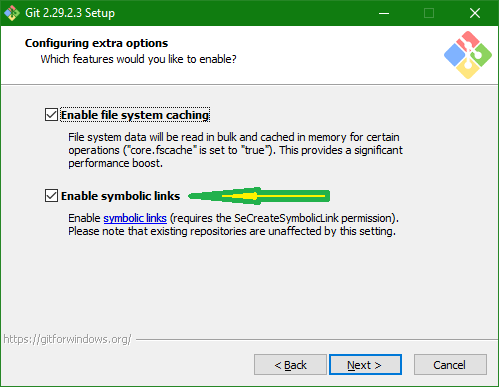 Git 2.29.2.3 Setup
Configuring extra options
Which features would you like to enable?
Enable file system caching
File system data will be read in bulk and cached in memory for certain
operations ("core.fscache" is set to "true"). This provides a significant
performance boost.
Enable symbolic links
Enable symbolic links (requires the SeCreateSymbolicLink permission).
Please note that existing repositories are unaffected by this setting.
https://gitforwindows.org/
< Back
Next >
Cancel